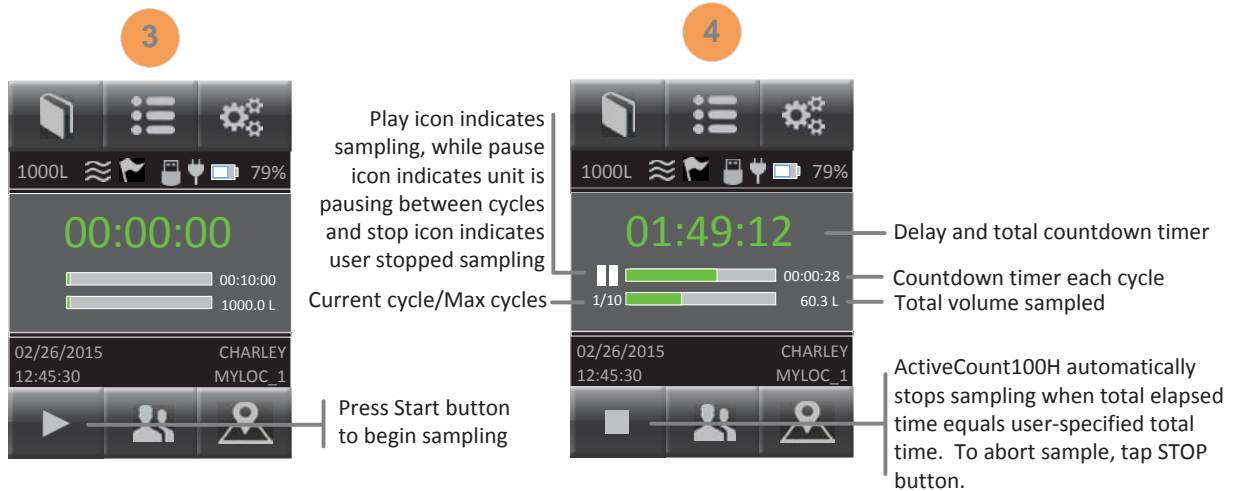 3
1000L 79%
00:00:00
00:10:00
1000.0 L
02/26/2015 CHARLEY
12:45:30 MYLOC_1
Press Start button
to begin sampling
4
Play icon indicates
sampling, while pause
icon indicates unit is
pausing between cycles
and stop icon indicates
user stopped sampling
Current cycle/Max cycles
1000L 79%
01:49:12
00:00:28
1/10 60.3 L
02/26/2015 CHARLEY
12:45:30 MYLOC_1
Delay and total countdown timer
Countdown timer each cycle
Total volume sampled
ActiveCount100H automatically
stops sampling when total elapsed
time equals user-specified total
time. To abort sample, tap STOP
button.